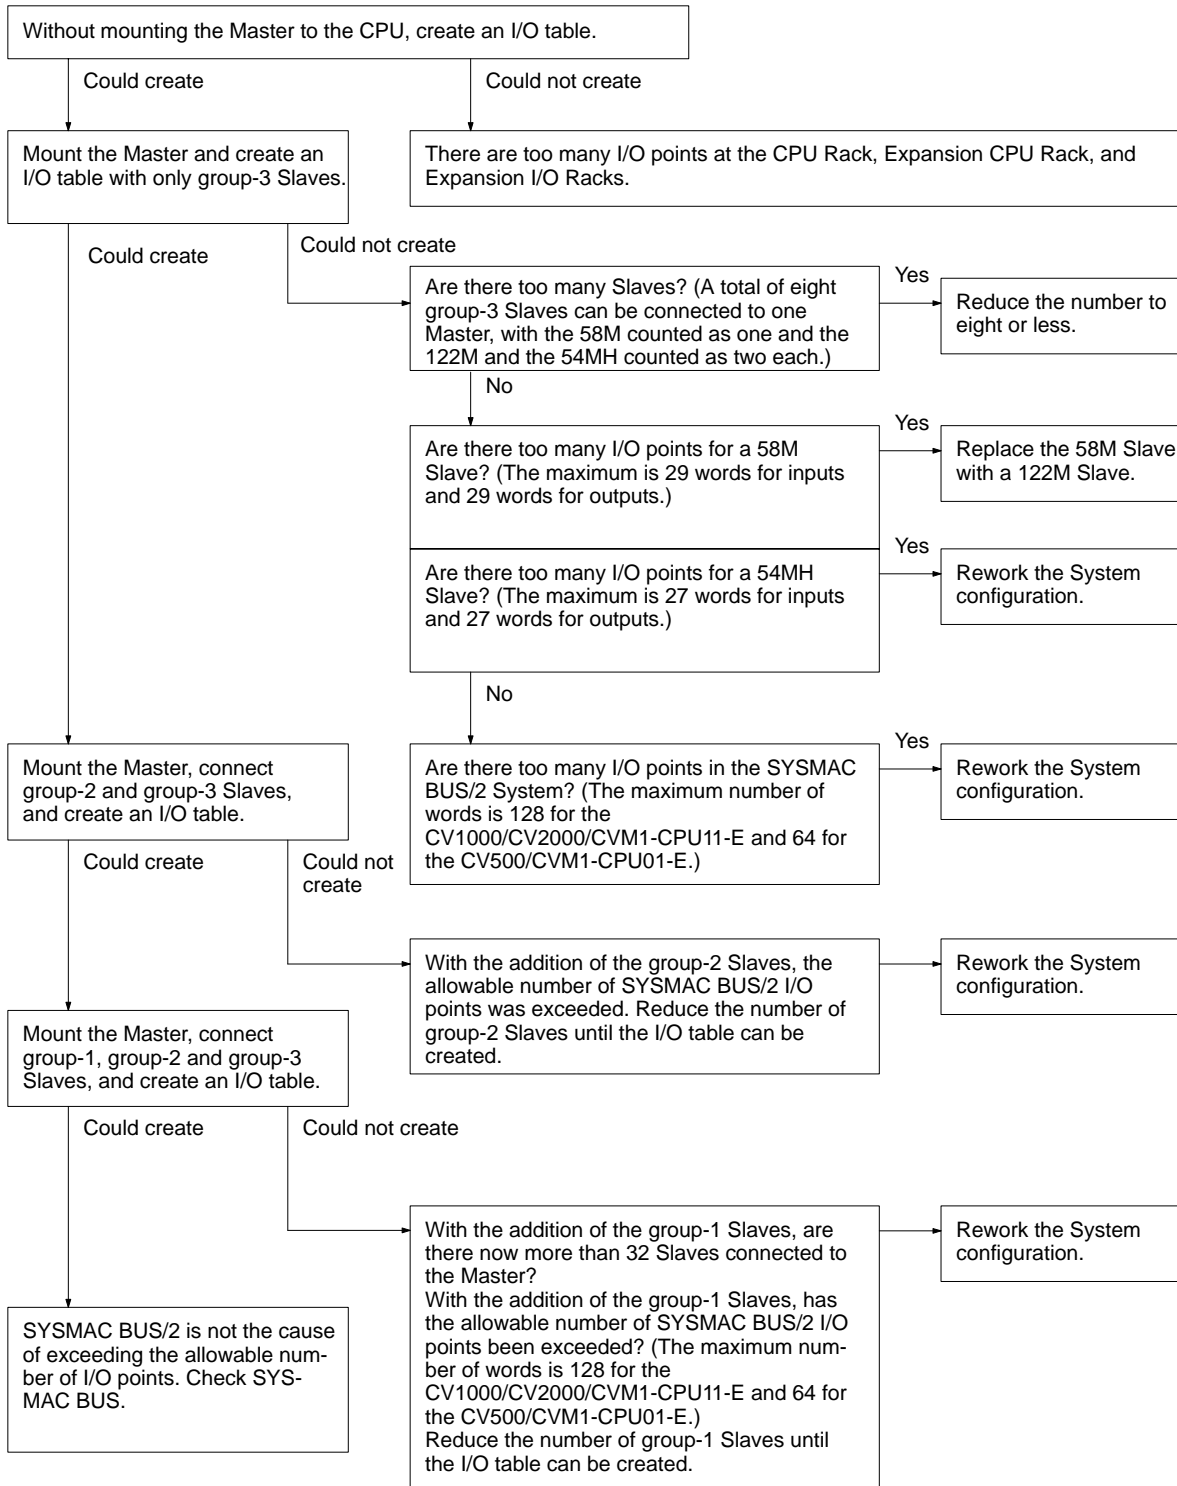 Without mounting the Master to the CPU, create an I/O table.
Could create
Could not create
Mount the Master and create an
I/O table with only group-3 Slaves.
There are too many I/O points at the CPU Rack, Expansion CPU Rack, and
Expansion I/O Racks.
Could create
Could not create
Are there too many Slaves? (A total of eight
group-3 Slaves can be connected to one
Master, with the 58M counted as one and the
122M and the 54MH counted as two each.)
Yes
Reduce the number to
eight or less.
No
Are there too many I/O points for a 58M
Slave? (The maximum is 29 words for inputs
and 29 words for outputs.)
Yes
Replace the 58M Slave
with a 122M Slave.
Are there too many I/O points for a 54MH
Slave? (The maximum is 27 words for inputs
and 27 words for outputs.)
Yes
Rework the System
configuration.
No
Mount the Master, connect
group-2 and group-3 Slaves,
and create an I/O table.
Are there too many I/O points in the SYSMAC
BUS/2 System? (The maximum number of
words is 128 for the
CV1000/CV2000/CVM1-CPU11-E and 64 for
the CV500/CVM1-CPU01-E.)
Yes
Rework the System
configuration.
Could create
Could not
create
With the addition of the group-2 Slaves, the
allowable number of SYSMAC BUS/2 I/O
points was exceeded. Reduce the number of
group-2 Slaves until the I/O table can be
created.
Rework the System
configuration.
Mount the Master, connect
group-1, group-2 and group-3
Slaves, and create an I/O table.
Could create
Could not create
With the addition of the group-1 Slaves, are
there now more than 32 Slaves connected to
the Master?
With the addition of the group-1 Slaves, has
the allowable number of SYSMAC BUS/2 I/O
points been exceeded? (The maximum num-
ber of words is 128 for the
CV1000/CV2000/CVM1-CPU11-E and 64 for
the CV500/CVM1-CPU01-E.)
Reduce the number of group-1 Slaves until
the I/O table can be created.
Rework the System
configuration.
SYSMAC BUS/2 is not the cause
of exceeding the allowable num-
ber of I/O points. Check SYS-
MAC BUS.